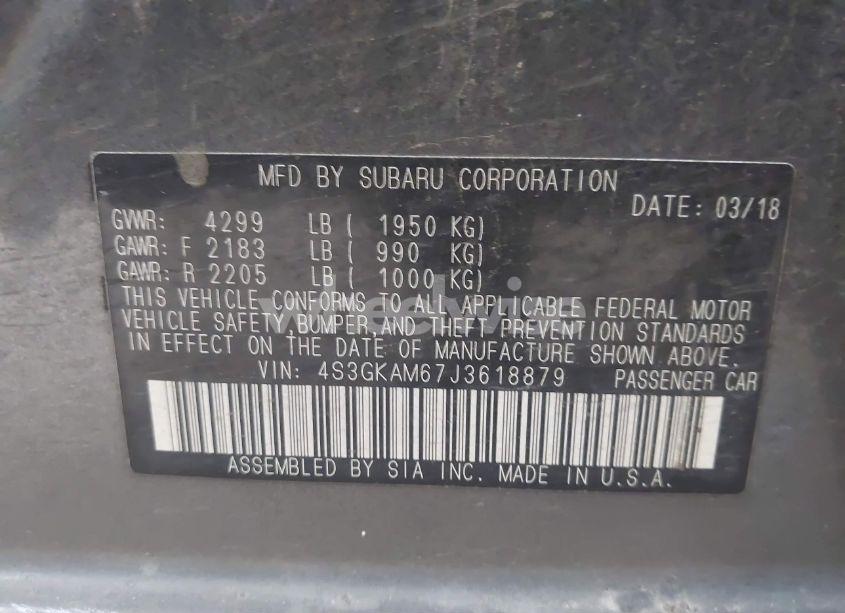 MFD BY SUBARU CORPORATION
DATE: 03/18
GVWR: 4299 LB ( 1950 KG)
GAWR: F 2183 LB ( 990 KG)
GAWR: R 2205 LB ( 1000 KG)
THIS VEHICLE CONFORMS TO ALL APPLICABLE FEDERAL MOTOR
VEHICLE SAFETY, BUMPER, AND THEFT PREVENTION STANDARDS
IN EFFECT ON THE DATE OF MANUFACTURE SHOWN ABOVE.
VIN: 4S3GKAM67J3618879 PASSENGER CAR
ASSEMBLED BY SIA INC. MADE IN U.S.A.